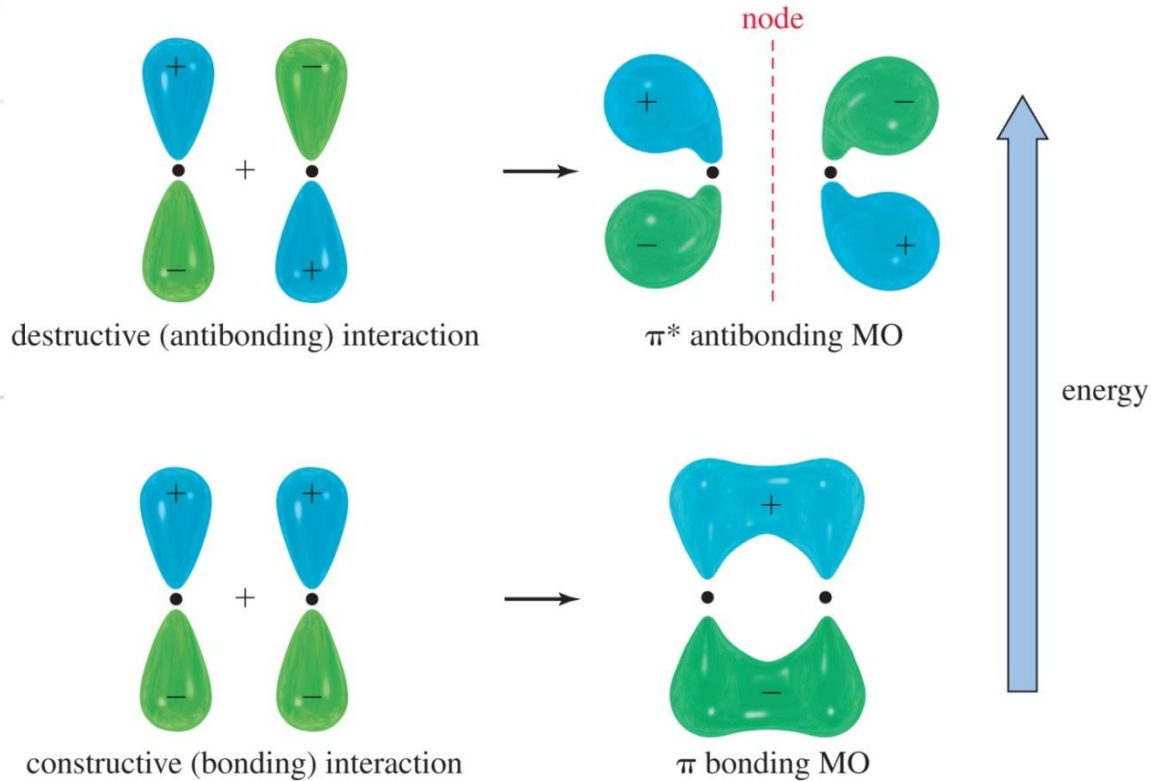 node
+ − + −
+
− + − +
destructive (antibonding) interaction
π* antibonding MO
energy
+ + +
+
− − −
constructive (bonding) interaction
π bonding MO